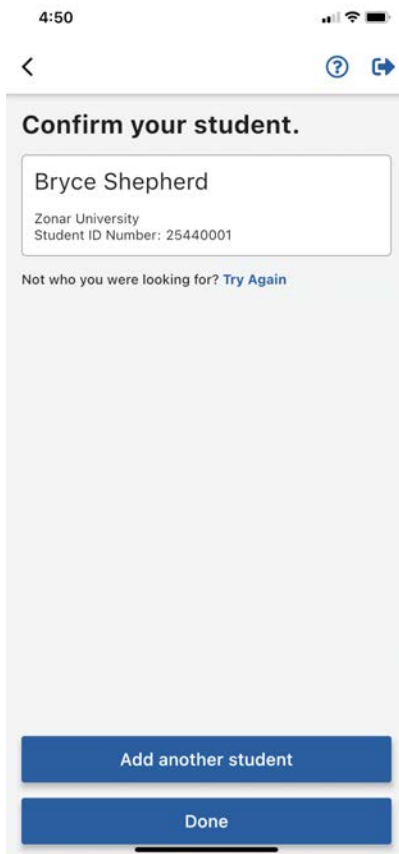 4:50
Confirm your student.
Bryce Shepherd
Zonar University
Student ID Number: 25440001
Not who you were looking for? Try Again
Add another student
Done